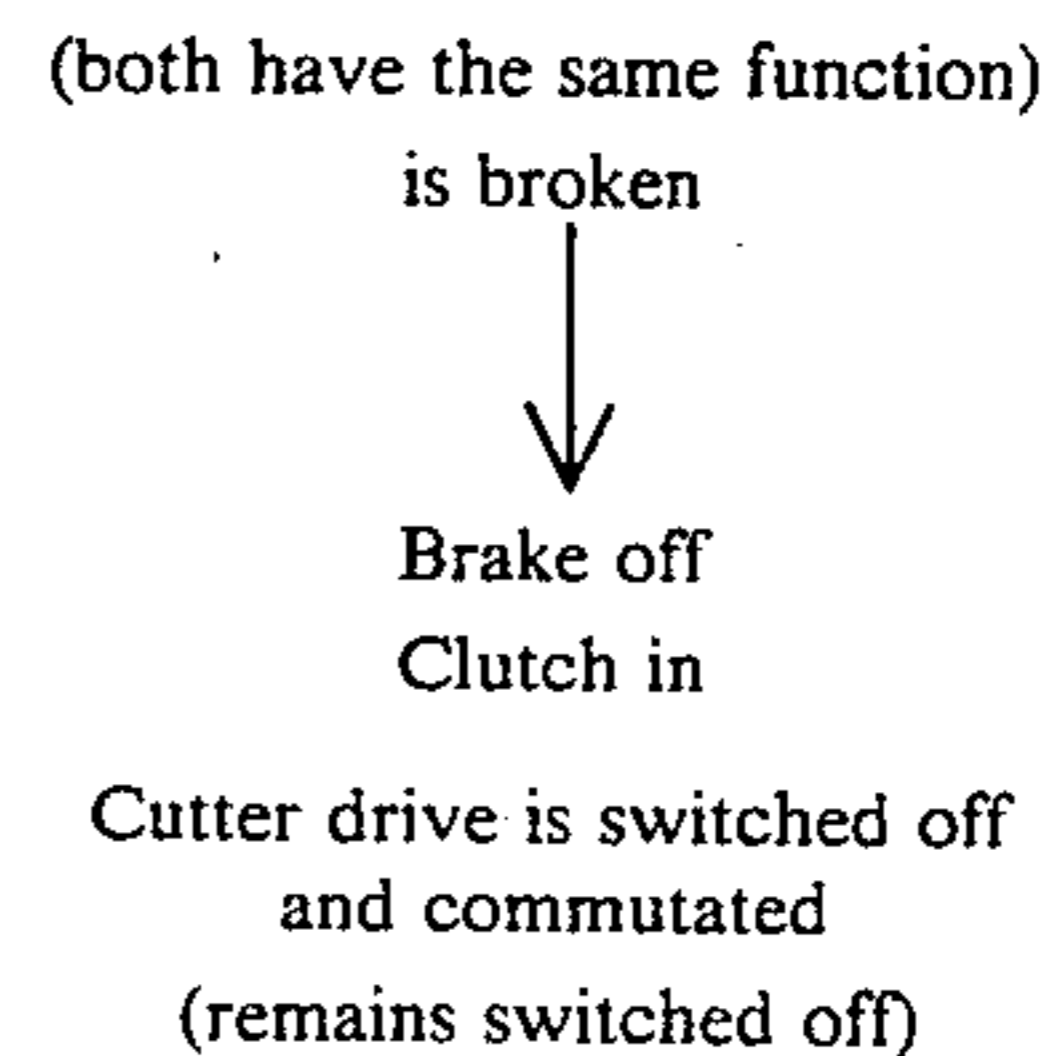 (both have the same function)
is broken
Brake off
Clutch in
Cutter drive is switched off
and commutated
(remains switched off)